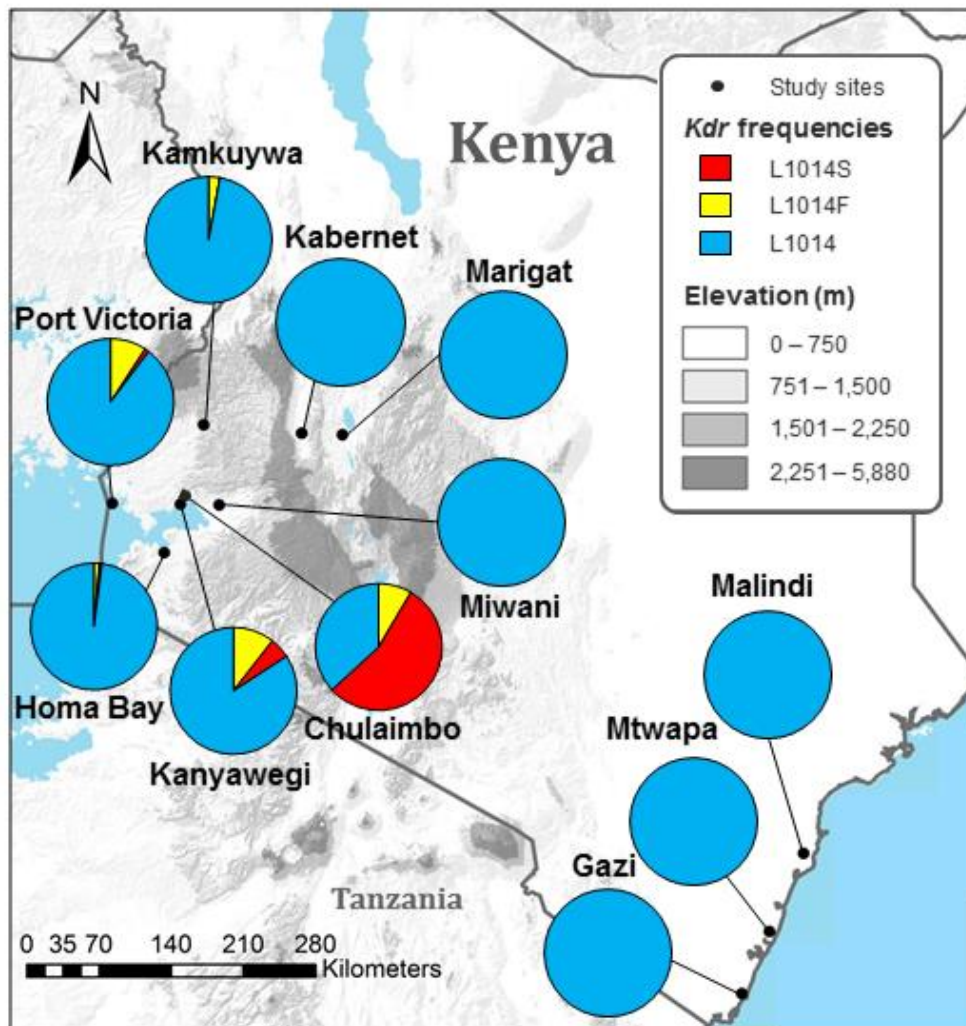 Kenya
N
Study sites
Kdr frequencies
L1014S
L1014F
L1014
Elevation (m)
0 – 750
751 – 1,500
1,501 – 2,250
2,251 – 5,880
Kamkuywa
Kabernet
Marigat
Port Victoria
Miwani
Homa Bay
Chulaimbo
Kanyawegi
Malindi
Mtwapa
Gazi
Tanzania
0 35 70 140 210 280
Kilometers